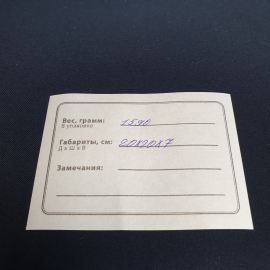 Вес, грамм: 1590
В упаковке
Габариты, см: 20х20х7
Д х Ш х В
Замечания: